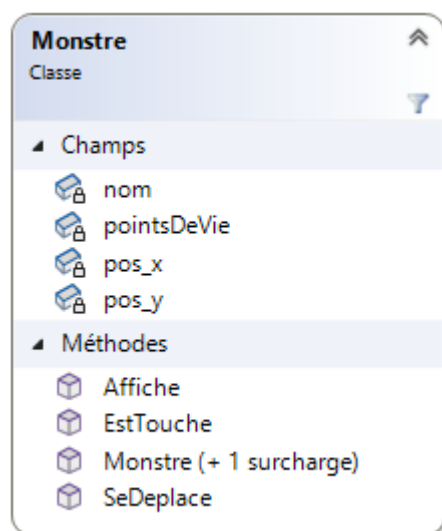 Monstre
Classe
Champs
nom
pointsDeVie
pos_x
pos_y
Méthodes
Affiche
EstTouche
Monstre (+ 1 surcharge)
SeDeplace